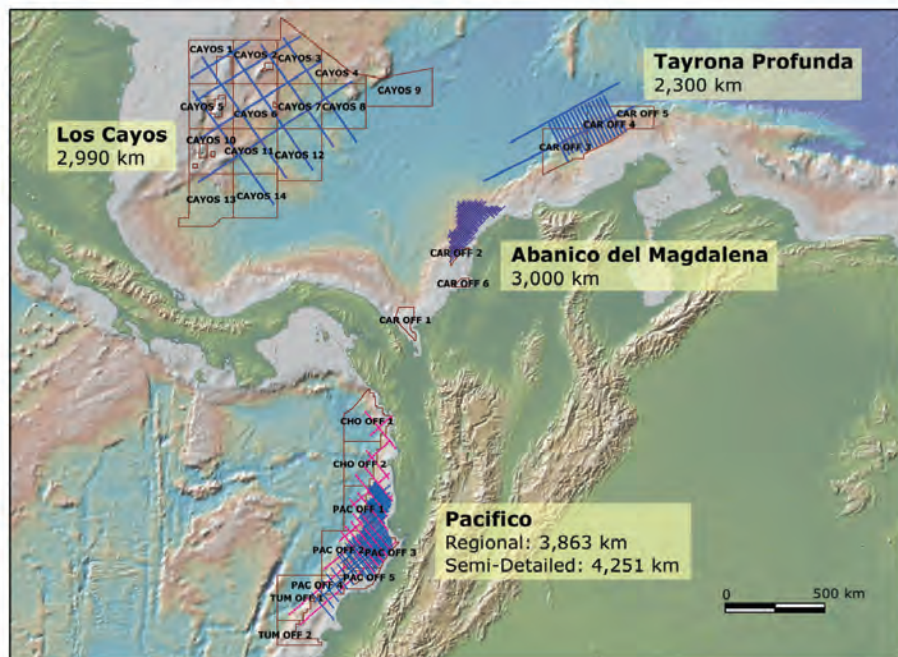 CAYOS 1
CAYOS 2
CAYOS 3
CAYOS 4
CAYOS 9
CAYOS 5
CAYOS 6
CAYOS 7
CAYOS 8
CAYOS 10
CAYOS 11
CAYOS 12
CAYOS 13
CAYOS 14
Los Cayos
2,990 km
Tayrona Profunda
2,300 km
CAR OFF 5
CAR OFF 4
CAR OFF 3
CAR OFF 2
Abanico del Magdalena
3,000 km
CAR OFF 6
CAR OFF 1
CHO OFF 1
CHO OFF 2
PAC OFF 1
PAC OFF 2
PAC OFF 3
PAC OFF 5
PAC OFF 4
TUM OFF 1
TUM OFF 2
Pacifico
Regional: 3,863 km
Semi-Detailed: 4,251 km
0
500 km